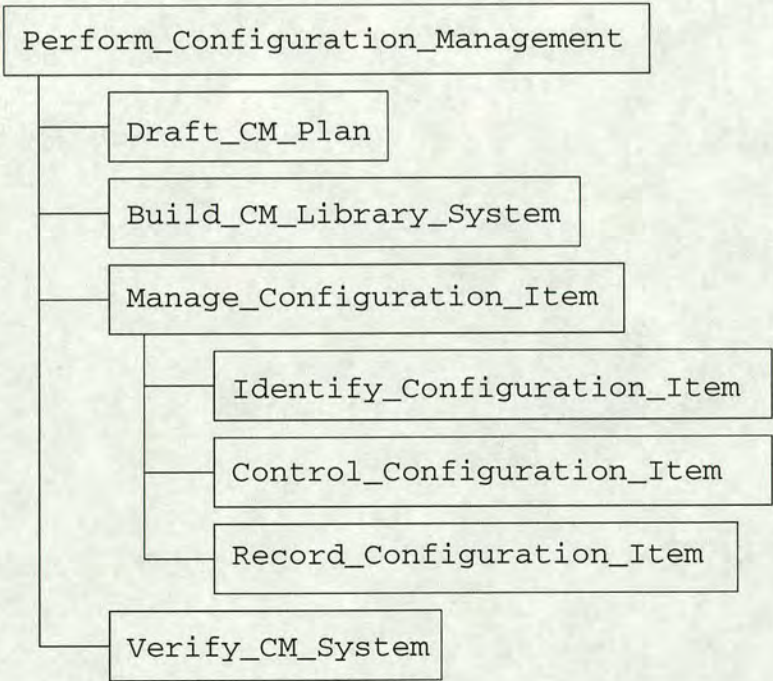 Perform_Configuration_Management
Draft_CM_Plan
Build_CM_Library_System
Manage_Configuration_Item
Identify_Configuration_Item
Control_Configuration_Item
Record_Configuration_Item
Verify_CM_System